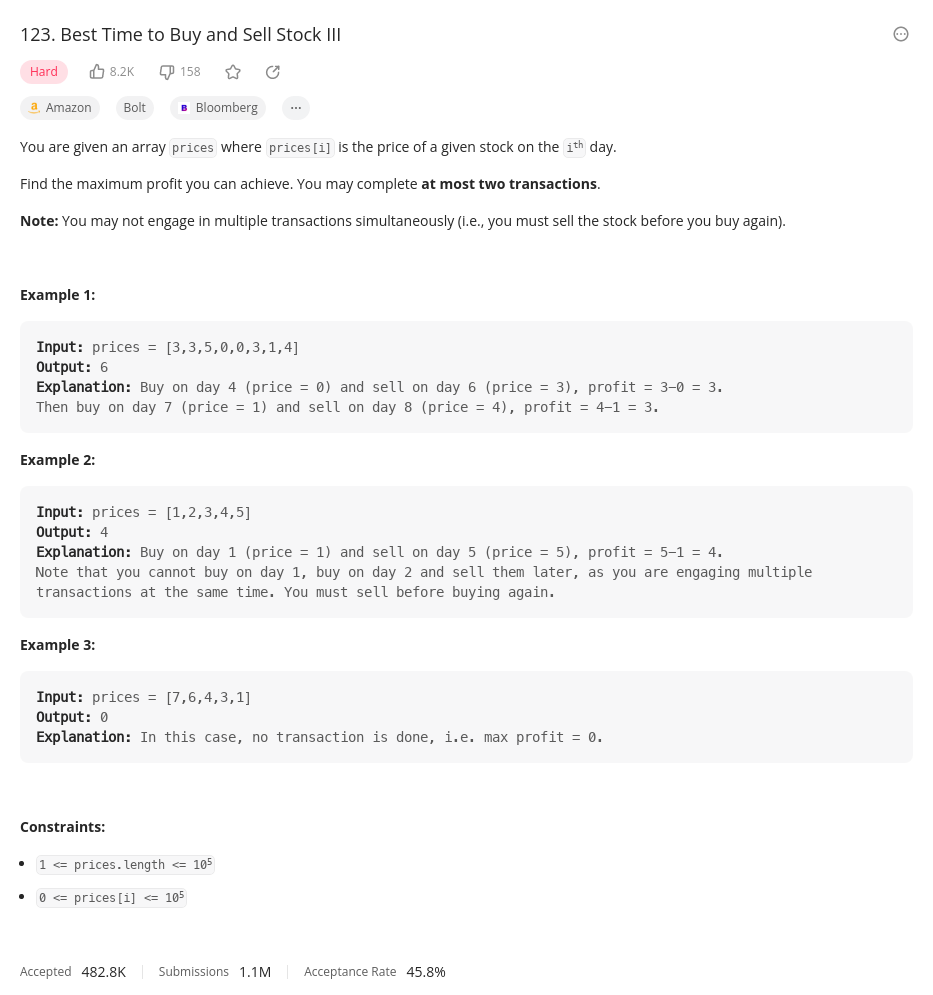 123. Best Time to Buy and Sell Stock III
Hard 8.2K 158
Amazon Bolt B Bloomberg ...
You are given an array prices where prices[i] is the price of a given stock on the iᵗʰ day.
Find the maximum profit you can achieve. You may complete at most two transactions.
Note: You may not engage in multiple transactions simultaneously (i.e., you must sell the stock before you buy again).
Example 1:
Input: prices = [3,3,5,0,0,3,1,4]
Output: 6
Explanation: Buy on day 4 (price = 0) and sell on day 6 (price = 3), profit = 3-0 = 3.
Then buy on day 7 (price = 1) and sell on day 8 (price = 4), profit = 4-1 = 3.
Example 2:
Input: prices = [1,2,3,4,5]
Output: 4
Explanation: Buy on day 1 (price = 1) and sell on day 5 (price = 5), profit = 5-1 = 4.
Note that you cannot buy on day 1, buy on day 2 and sell them later, as you are engaging multiple
transactions at the same time. You must sell before buying again.
Example 3:
Input: prices = [7,6,4,3,1]
Output: 0
Explanation: In this case, no transaction is done, i.e. max profit = 0.
Constraints:
• 1 <= prices.length <= 10⁵
• 0 <= prices[i] <= 10⁵
Accepted 482.8K Submissions 1.1M Acceptance Rate 45.8%